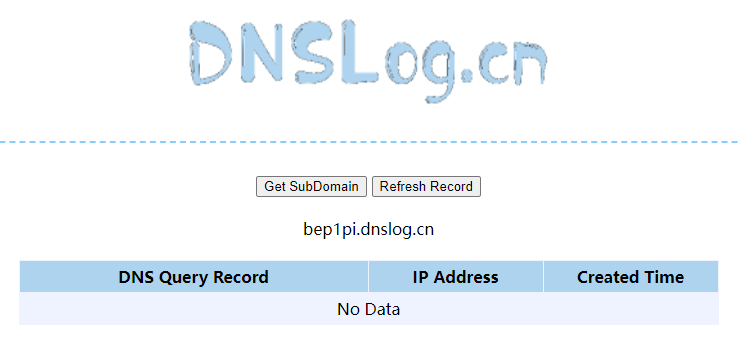 DNSLog.cn
Get SubDomain Refresh Record
bep1pi.dnslog.cn
DNS Query Record IP Address Created Time
No Data